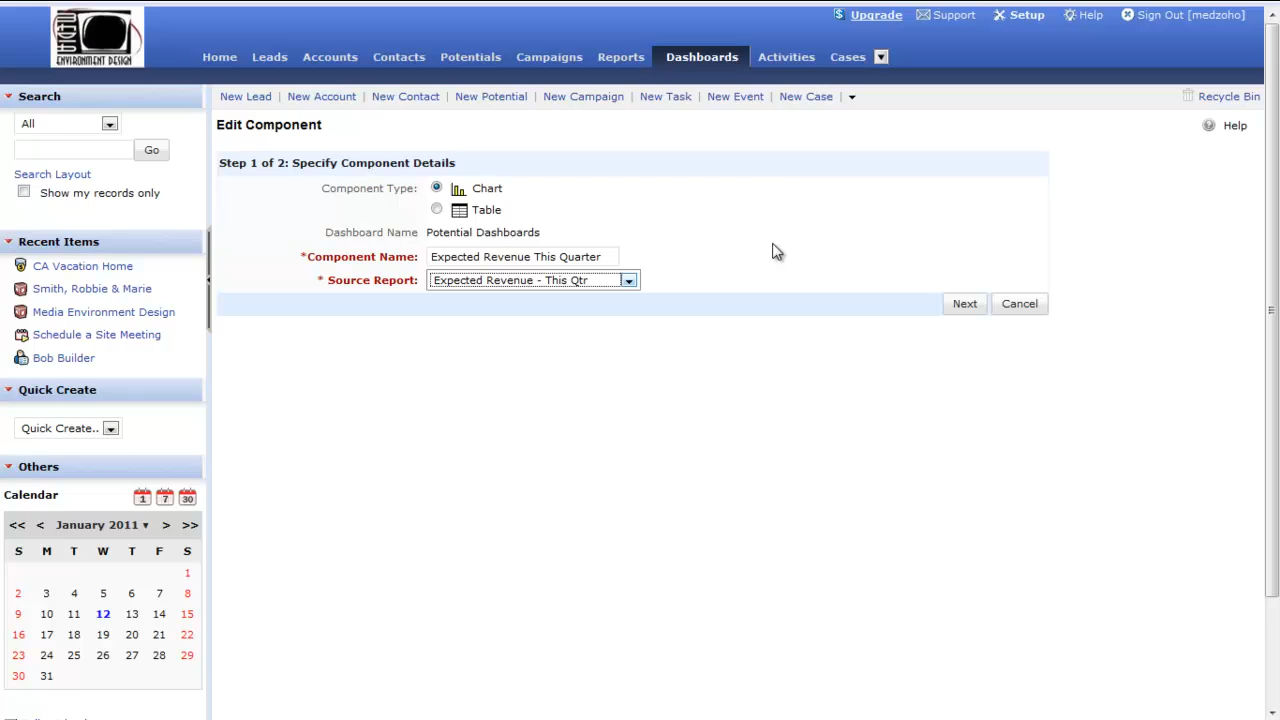 MEDIA
ENVIRONMENT DESIGN
$ Upgrade Support Setup Help Sign Out [medzoho]
Home Leads Accounts Contacts Potentials Campaigns Reports Dashboards Activities Cases
New Lead | New Account | New Contact | New Potential | New Campaign | New Task | New Event | New Case |
Recycle Bin
Search
All
Go
Search Layout
Show my records only
Recent Items
CA Vacation Home
Smith, Robbie & Marie
Media Environment Design
Schedule a Site Meeting
Bob Builder
Quick Create
Quick Create..
Others
Calendar 1 7 30
<< < January 2011 ▾ > >>
S M T W T F S
1
2 3 4 5 6 7 8
9 10 11 12 13 14 15
16 17 18 19 20 21 22
23 24 25 26 27 28 29
30 31
Edit Component
Help
Step 1 of 2: Specify Component Details
Component Type: Chart
Table
Dashboard Name Potential Dashboards
*Component Name: Expected Revenue This Quarter
* Source Report: Expected Revenue - This Qtr
Next Cancel